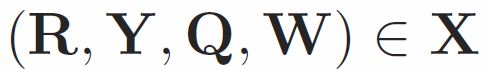 (R, Y, Q, W) ∈ X